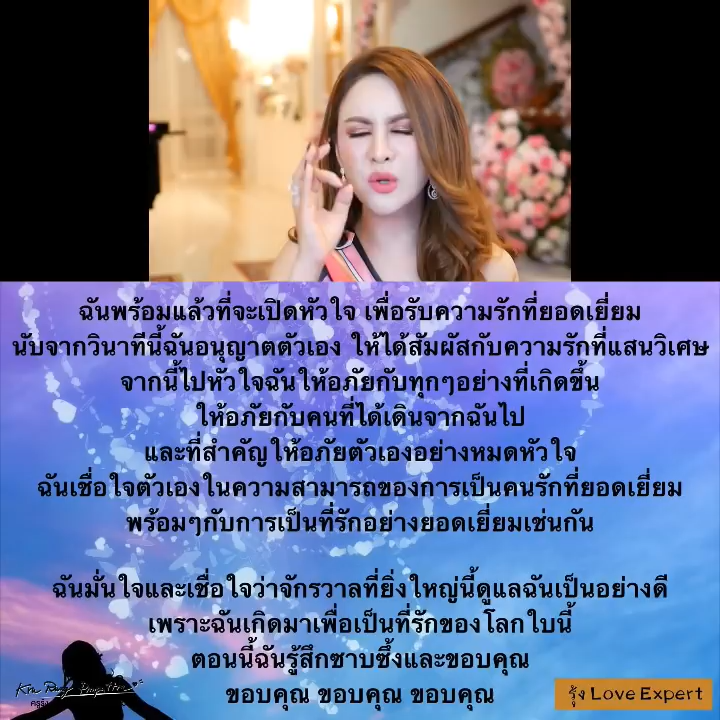 ฉันพร้อมแล้วที่จะเปิดหัวใจ เพื่อรับความรักที่ยอดเยี่ยม
นับจากวินาทีนี้ฉันอนุญาตตัวเอง ให้ได้สัมผัสกับความรักที่แสนวิเศษ
จากนี้ไปหัวใจฉันให้อภัยกับทุกๆอย่างที่เกิดขึ้น
ให้อภัยกับคนที่ได้เดินจากฉันไป
และที่สำคัญให้อภัยตัวเองอย่างหมดหัวใจ
ฉันเชื่อใจตัวเองในความสามารถของการเป็นคนรักที่ยอดเยี่ยม
พร้อมๆกับการเป็นที่รักอย่างยอดเยี่ยมเช่นกัน
ฉันมั่นใจและเชื่อใจว่าจักรวาลที่ยิ่งใหญ่นี้ดูแลฉันเป็นอย่างดี
เพราะฉันเกิดมาเพื่อเป็นที่รักของโลกใบนี้
ตอนนี้ฉันรู้สึกซาบซึ้งและขอบคุณ
ขอบคุณ ขอบคุณ ขอบคุณ
ครูรุ้ง
รุ้ง Love Expert